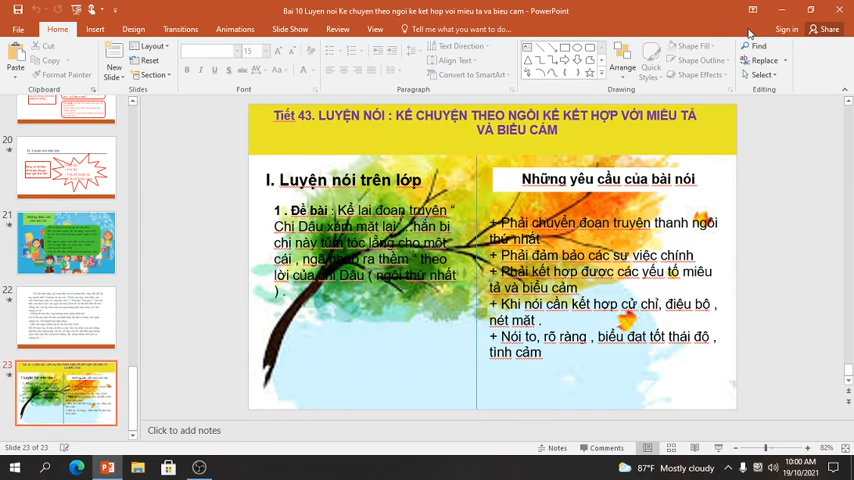 Bai 10 Luyen noi Ke chuyen theo ngoi ke ket hop voi mieu ta va bieu cam - PowerPoint
File Home Insert Design Transitions Animations Slide Show Review View Tell me what you want to do... Sign in Share
Paste Cut Copy Format Painter
Clipboard
New Slide Layout Reset Section
Slides
15
Font
Paragraph
Text Direction Align Text Convert to SmartArt
Arrange Quick Styles Shape Fill Shape Outline Shape Effects
Drawing
Find Replace Select
Editing
20
21
22
23
Tiết 43. LUYỆN NÓI : KỂ CHUYỆN THEO NGÔI KỂ KẾT HỢP VỚI MIÊU TẢ
VÀ BIỂU CẢM
I. Luyện nói trên lớp
1 . Đề bài : Kể lại đoạn truyện “
Chị Dậu xám mặt lại”...hắn bị
chị này túm tóc lẳng cho một
cái , ngã nhào ra thềm “ theo
lời của chị Dậu ( ngôi thứ nhất
) .
Những yêu cầu của bài nói
+ Phải chuyển đoạn truyện thanh ngôi
thứ nhất
+ Phải đảm bảo các sự việc chính
+ Phải kết hợp được các yếu tố miêu
tả và biểu cảm
+ Khi nói cần kết hợp cử chỉ, điệu bộ ,
nét mặt .
+ Nói to, rõ ràng , biểu đạt tốt thái độ ,
tình cảm
Click to add notes
Slide 23 of 23 Notes Comments 82%
87°F Mostly cloudy 10:00 AM
19/10/2021